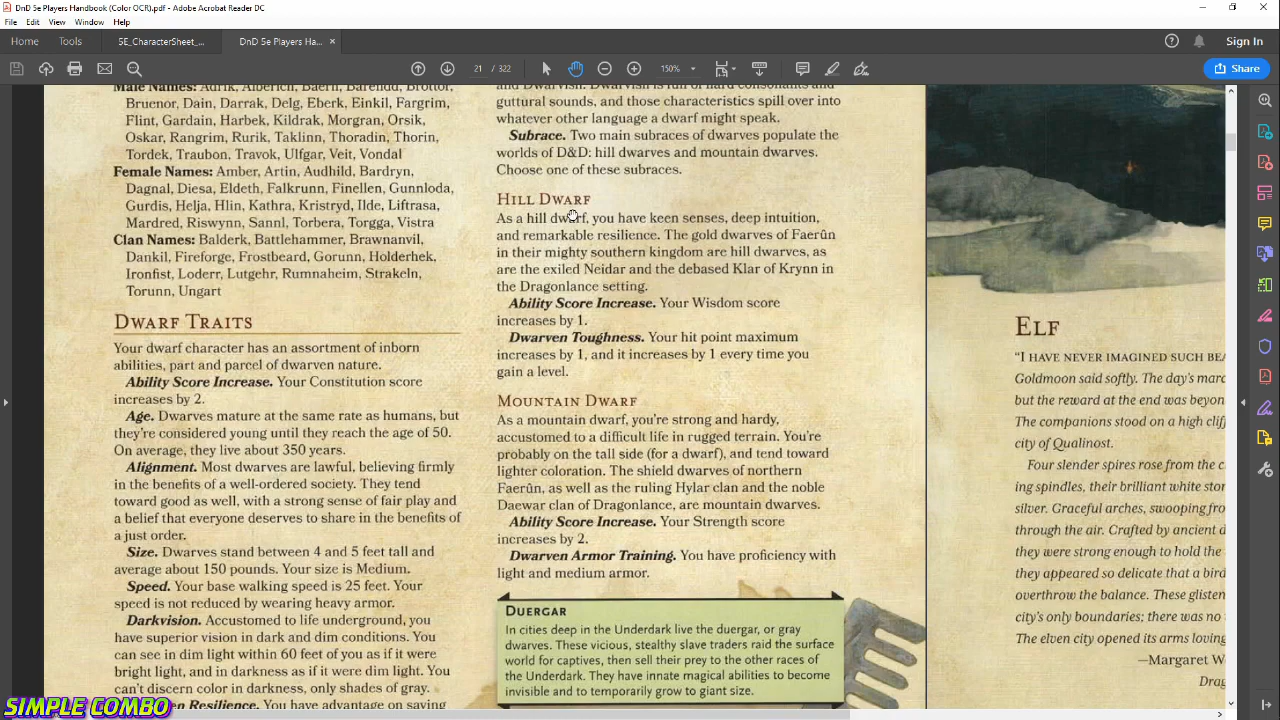 DnD 5e Players Handbook (Color OCR).pdf - Adobe Acrobat Reader DC
File Edit View Window Help
Home Tools 5E_CharacterSheet_... DnD 5e Players Ha... ×
Sign In
21 / 322
150%
Share
Male Names: Adrik, Alberich, Baern, Barendd, Brottor,
Bruenor, Dain, Darrak, Delg, Eberk, Einkil, Fargrim,
Flint, Gardain, Harbek, Kildrak, Morgran, Orsik,
Oskar, Rangrim, Rurik, Taklinn, Thoradin, Thorin,
Tordek, Traubon, Travok, Ulfgar, Veit, Vondal
Female Names: Amber, Artin, Audhild, Bardryn,
Dagnal, Diesa, Eldeth, Falkrunn, Finellen, Gunnloda,
Gurdis, Helja, Hlin, Kathra, Kristryd, Ilde, Liftrasa,
Mardred, Riswynn, Sannl, Torbera, Torgga, Vistra
Clan Names: Balderk, Battlehammer, Brawnanvil,
Dankil, Fireforge, Frostbeard, Gorunn, Holderhek,
Ironfist, Loderr, Lutgehr, Rumnaheim, Strakeln,
Torunn, Ungart
DWARF TRAITS
Your dwarf character has an assortment of inborn
abilities, part and parcel of dwarven nature.
Ability Score Increase. Your Constitution score
increases by 2.
Age. Dwarves mature at the same rate as humans, but
they're considered young until they reach the age of 50.
On average, they live about 350 years.
Alignment. Most dwarves are lawful, believing firmly
in the benefits of a well-ordered society. They tend
toward good as well, with a strong sense of fair play and
a belief that everyone deserves to share in the benefits of
a just order.
Size. Dwarves stand between 4 and 5 feet tall and
average about 150 pounds. Your size is Medium.
Speed. Your base walking speed is 25 feet. Your
speed is not reduced by wearing heavy armor.
Darkvision. Accustomed to life underground, you
have superior vision in dark and dim conditions. You
can see in dim light within 60 feet of you as if it were
bright light, and in darkness as if it were dim light. You
can't discern color in darkness, only shades of gray.
Resilience. You have advantage on saving
and Dwarvish. Dwarvish is full of hard consonants and
guttural sounds, and those characteristics spill over into
whatever other language a dwarf might speak.
Subrace. Two main subraces of dwarves populate the
worlds of D&D: hill dwarves and mountain dwarves.
Choose one of these subraces.
HILL DWARF
As a hill dwarf, you have keen senses, deep intuition,
and remarkable resilience. The gold dwarves of Faerûn
in their mighty southern kingdom are hill dwarves, as
are the exiled Neidar and the debased Klar of Krynn in
the Dragonlance setting.
Ability Score Increase. Your Wisdom score
increases by 1.
Dwarven Toughness. Your hit point maximum
increases by 1, and it increases by 1 every time you
gain a level.
MOUNTAIN DWARF
As a mountain dwarf, you're strong and hardy,
accustomed to a difficult life in rugged terrain. You're
probably on the tall side (for a dwarf), and tend toward
lighter coloration. The shield dwarves of northern
Faerûn, as well as the ruling Hylar clan and the noble
Daewar clan of Dragonlance, are mountain dwarves.
Ability Score Increase. Your Strength score
increases by 2.
Dwarven Armor Training. You have proficiency with
light and medium armor.
DUERGAR
In cities deep in the Underdark live the duergar, or gray
dwarves. These vicious, stealthy slave traders raid the surface
world for captives, then sell their prey to the other races of
the Underdark. They have innate magical abilities to become
invisible and to temporarily grow to giant size.
ELF
"I HAVE NEVER IMAGINED SUCH BEA
Goldmoon said softly. The day's marc
but the reward at the end was beyon
The companions stood on a high cliff
city of Qualinost.
Four slender spires rose from the c
ing spindles, their brilliant white ston
silver. Graceful arches, swooping fro
through the air. Crafted by ancient d
they were strong enough to hold the
they appeared so delicate that a bird
overthrow the balance. These glisten
city's only boundaries; there was no
The elven city opened its arms loving
—Margaret W
Drag
SIMPLE COMBO